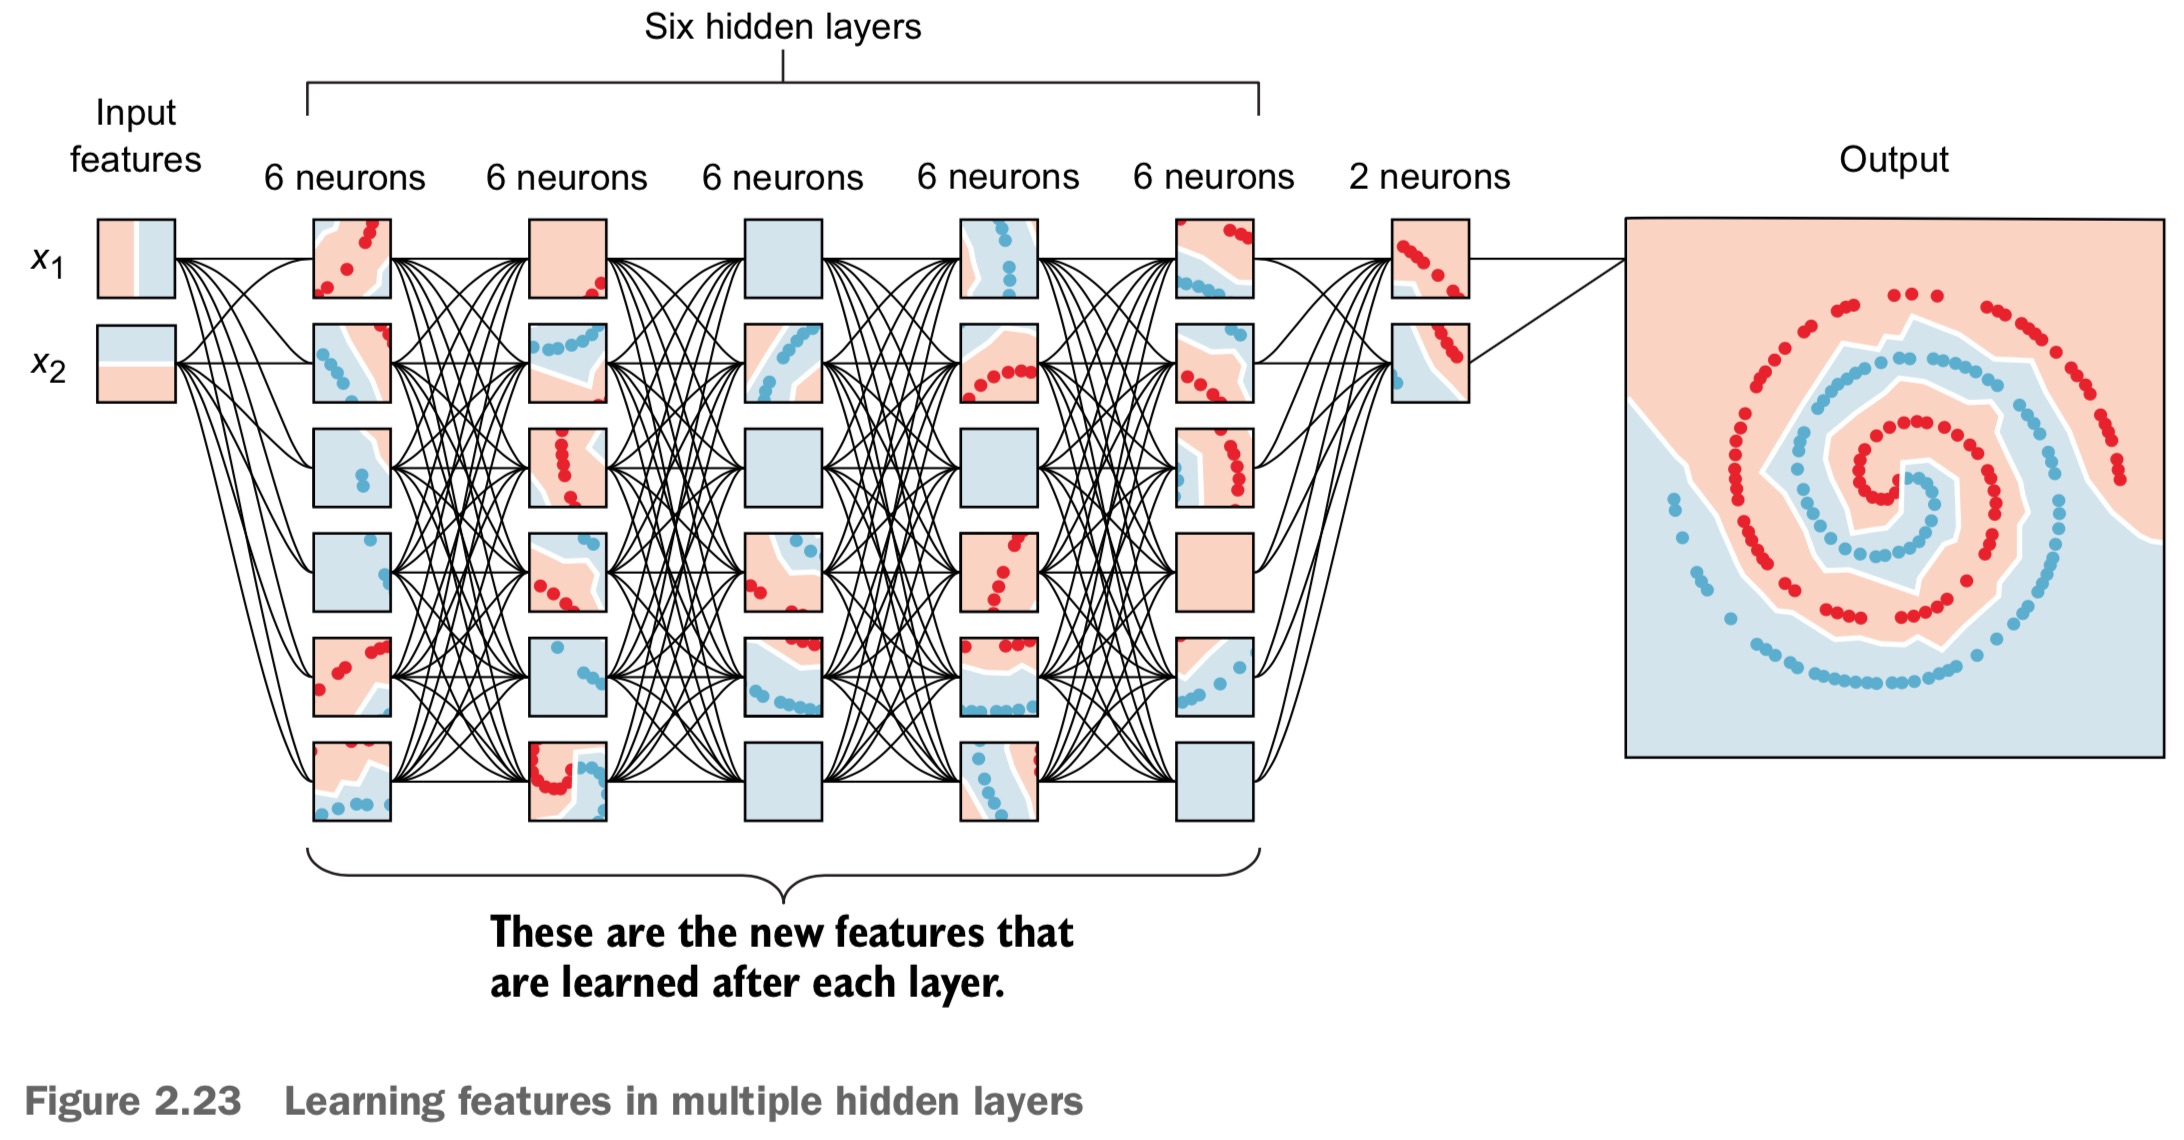 Six hidden layers
Input
features
6 neurons 6 neurons 6 neurons 6 neurons 6 neurons 2 neurons
Output
x1
x2
These are the new features that
are learned after each layer.
Figure 2.23 Learning features in multiple hidden layers